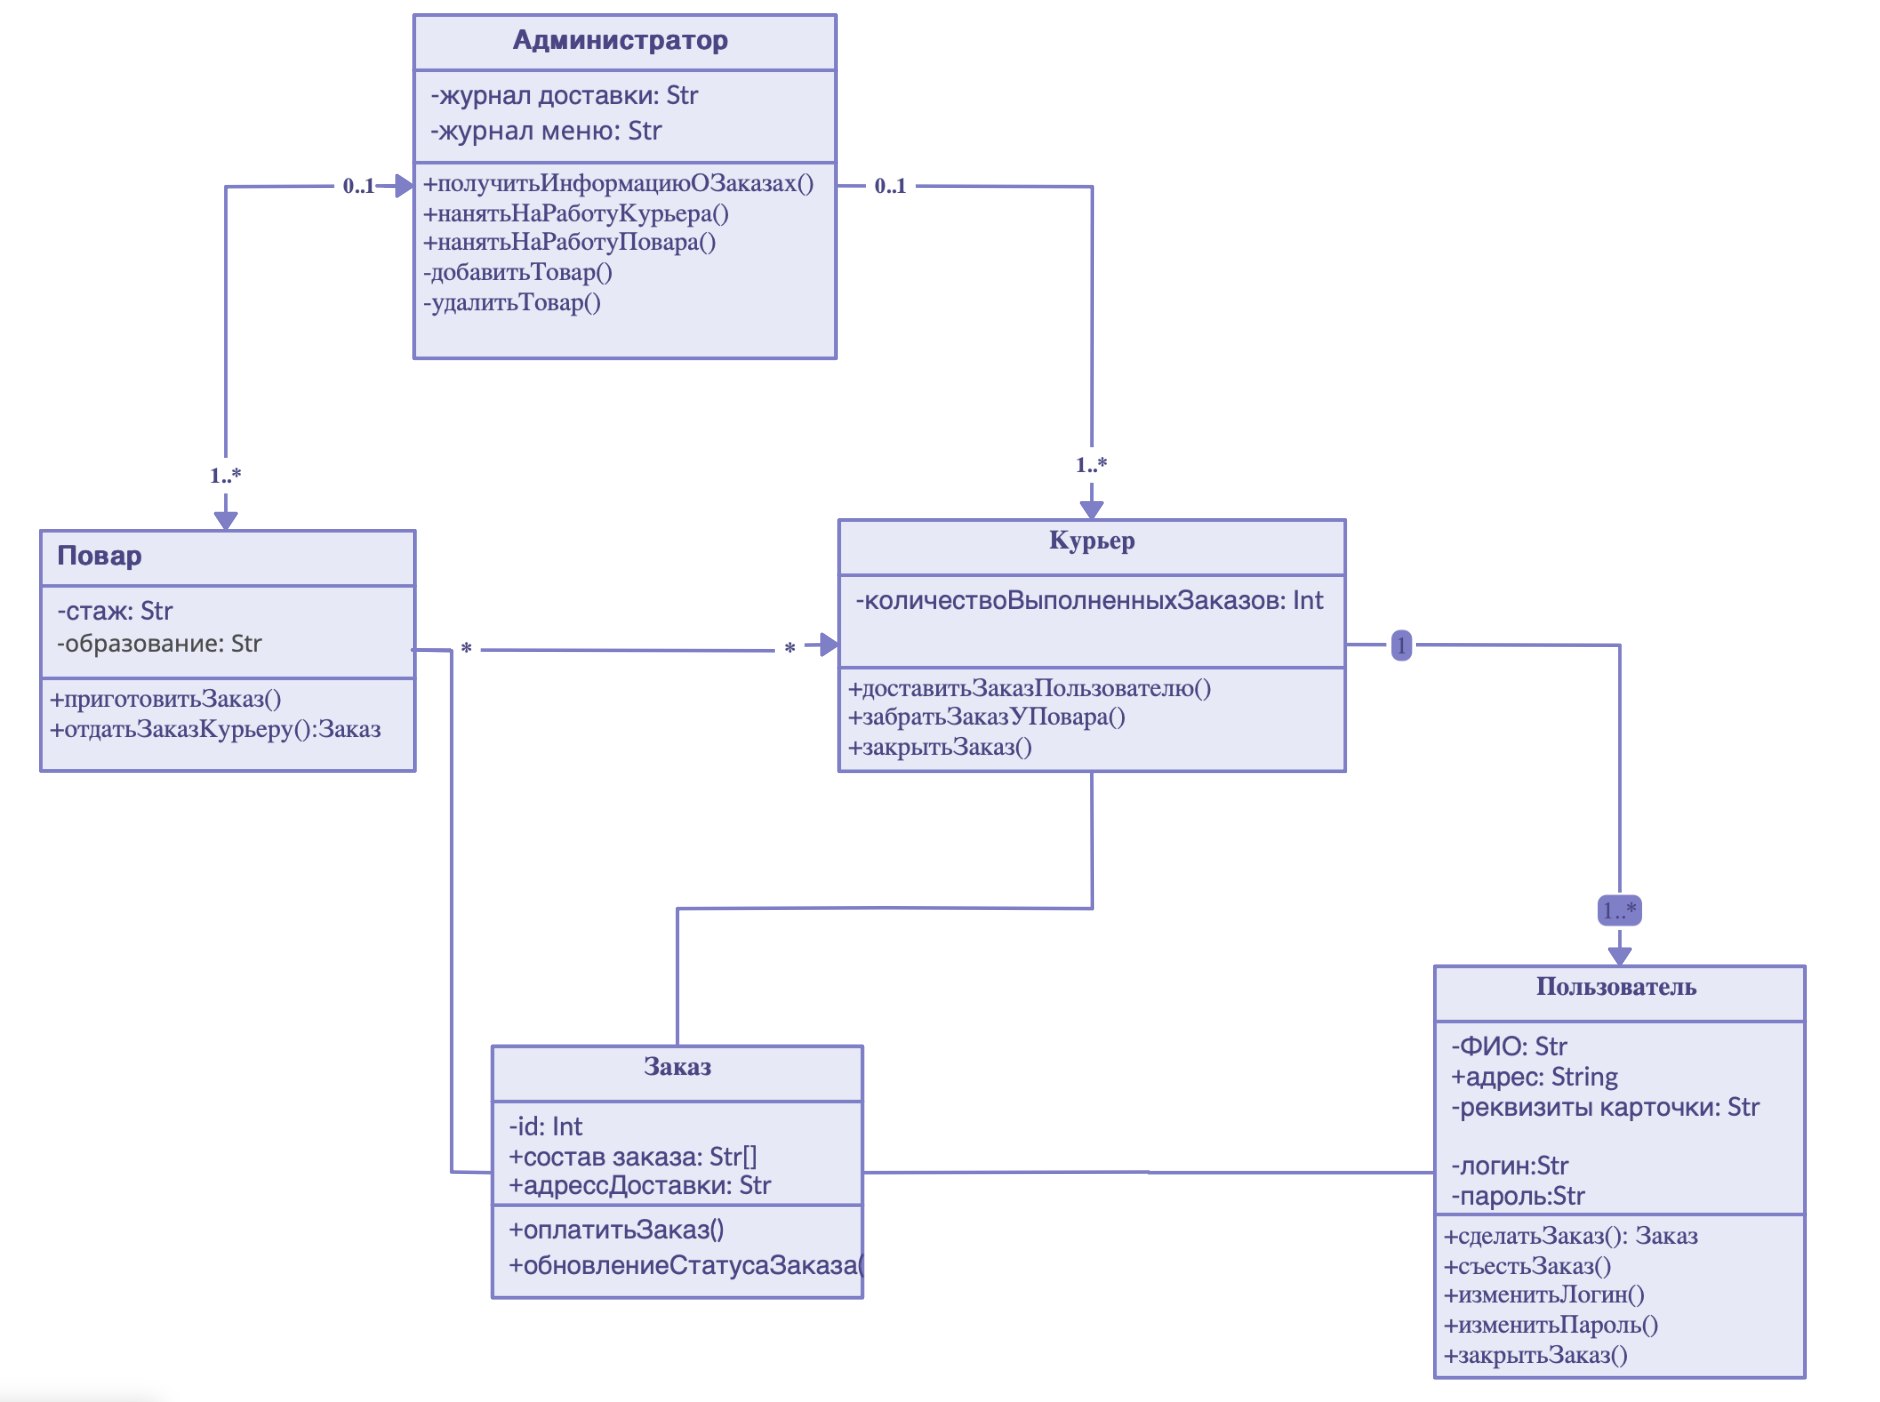 Администратор
-журнал доставки: Str
-журнал меню: Str
0..1
+получитьИнформациюОЗаказах()
0..1
+нанятьНаРаботуКурьера()
+нанятьНаРаботуПовара()
-добавитьТовар()
-удалитьТовар()
1..*
1..*
Повар
-стаж: Str
-образование: Str
+приготовитьЗаказ()
+отдатьЗаказКурьеру():Заказ
*
*
Курьер
-количествоВыполненныхЗаказов: Int
+доставитьЗаказПользователю()
+забратьЗаказУПовара()
+закрытьЗаказ()
1
1..*
Заказ
-id: Int
+состав заказа: Str[]
+адрессДоставки: Str
+оплатитьЗаказ()
+обновлениеСтатусаЗаказа(
Пользователь
-ФИО: Str
+адрес: String
-реквизиты карточки: Str
-логин:Str
-пароль:Str
+сделатьЗаказ(): Заказ
+съестьЗаказ()
+изменитьЛогин()
+изменитьПароль()
+закрытьЗаказ()